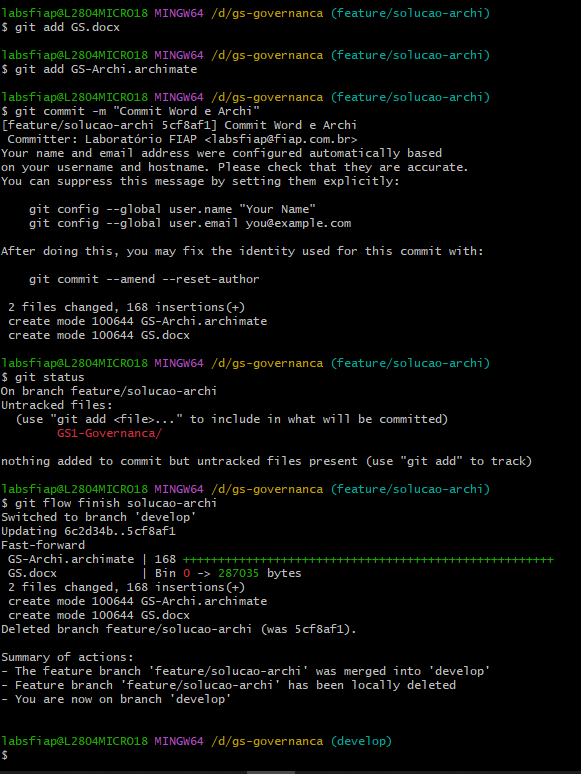 labsfiap@L2804MICRO18 MINGW64 /d/gs-governanca (feature/solucao-archi)
$ git add GS.docx
labsfiap@L2804MICRO18 MINGW64 /d/gs-governanca (feature/solucao-archi)
$ git add GS-Archi.archimate
labsfiap@L2804MICRO18 MINGW64 /d/gs-governanca (feature/solucao-archi)
$ git commit -m "Commit Word e Archi"
[feature/solucao-archi 5cf8af1] Commit Word e Archi
 Committer: Laboratório FIAP <labsfiap@fiap.com.br>
Your name and email address were configured automatically based
on your username and hostname. Please check that they are accurate.
You can suppress this message by setting them explicitly:
    git config --global user.name "Your Name"
    git config --global user.email you@example.com
After doing this, you may fix the identity used for this commit with:
    git commit --amend --reset-author
 2 files changed, 168 insertions(+)
 create mode 100644 GS-Archi.archimate
 create mode 100644 GS.docx
labsfiap@L2804MICRO18 MINGW64 /d/gs-governanca (feature/solucao-archi)
$ git status
On branch feature/solucao-archi
Untracked files:
  (use "git add <file>..." to include in what will be committed)
        GS1-Governanca/
nothing added to commit but untracked files present (use "git add" to track)
labsfiap@L2804MICRO18 MINGW64 /d/gs-governanca (feature/solucao-archi)
$ git flow finish solucao-archi
Switched to branch 'develop'
Updating 6c2d34b..5cf8af1
Fast-forward
 GS-Archi.archimate | 168 +++++++++++++++++++++++++++++++++++++++++++++++++++++
 GS.docx            | Bin 0 -> 287035 bytes
 2 files changed, 168 insertions(+)
 create mode 100644 GS-Archi.archimate
 create mode 100644 GS.docx
Deleted branch feature/solucao-archi (was 5cf8af1).
Summary of actions:
- The feature branch 'feature/solucao-archi' was merged into 'develop'
- Feature branch 'feature/solucao-archi' has been locally deleted
- You are now on branch 'develop'
labsfiap@L2804MICRO18 MINGW64 /d/gs-governanca (develop)
$